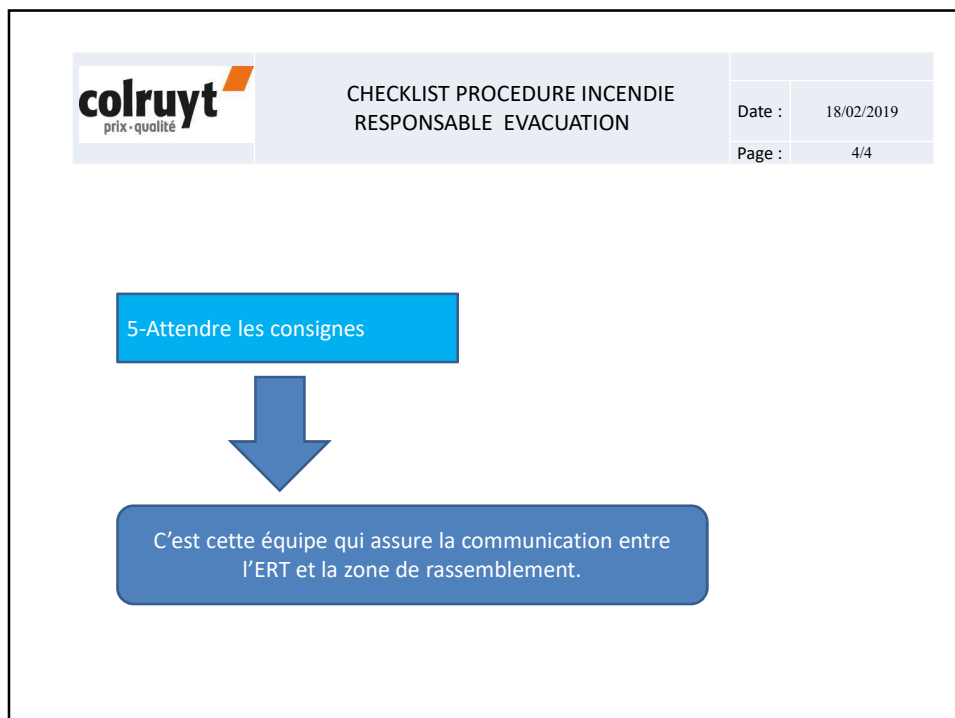 colruyt
prix·qualité
CHECKLIST PROCEDURE INCENDIE
RESPONSABLE EVACUATION
Date : 18/02/2019
Page : 4/4
5-Attendre les consignes
C’est cette équipe qui assure la communication entre
l’ERT et la zone de rassemblement.